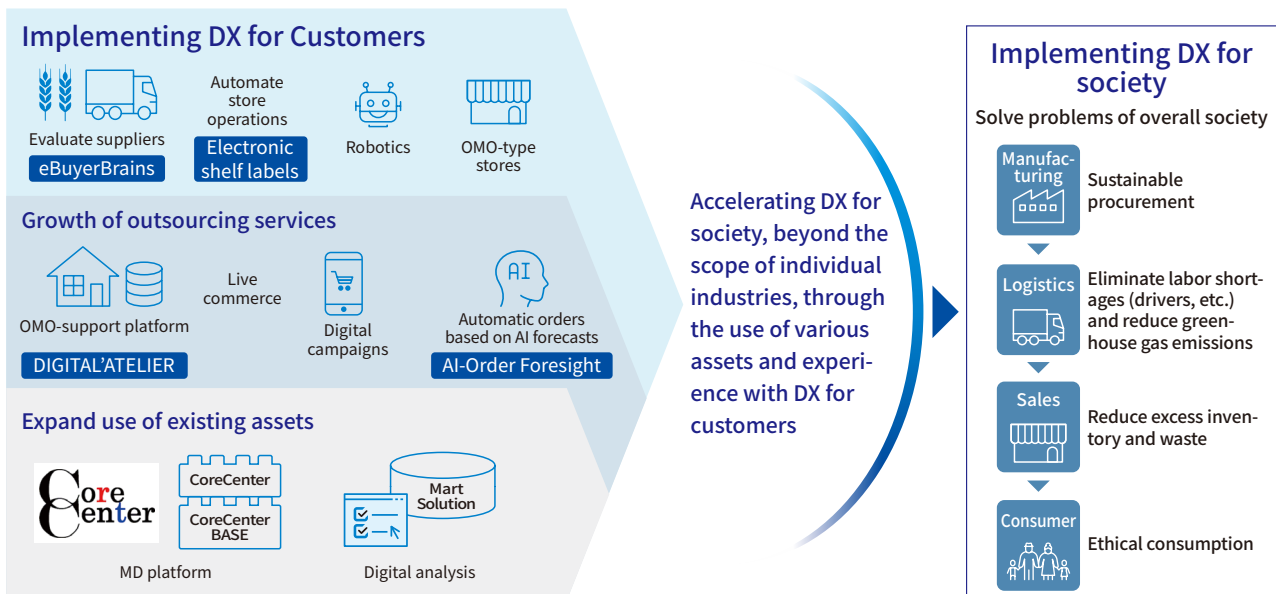 Implementing DX for Customers
Evaluate suppliers
eBuyerBrains
Automate
store
operations
Electronic
shelf labels
Robotics
OMO-type
stores
Growth of outsourcing services
OMO-support platform
DIGITAL'ATELIER
Live
commerce
Digital
campaigns
AI
Automatic orders
based on AI forecasts
AI-Order Foresight
Expand use of existing assets
Core
Center
CoreCenter
CoreCenter
BASE
MD platform
Mart
Solution
Digital analysis
Accelerating DX for
society, beyond the
scope of individual
industries, through
the use of various
assets and experi-
ence with DX for
customers
Implementing DX for
society
Solve problems of overall society
Manufac-
turing
Sustainable
procurement
Logistics
Eliminate labor short-
ages (drivers, etc.)
and reduce green-
house gas emissions
Sales
Reduce excess inven-
tory and waste
Consumer
Ethical consumption